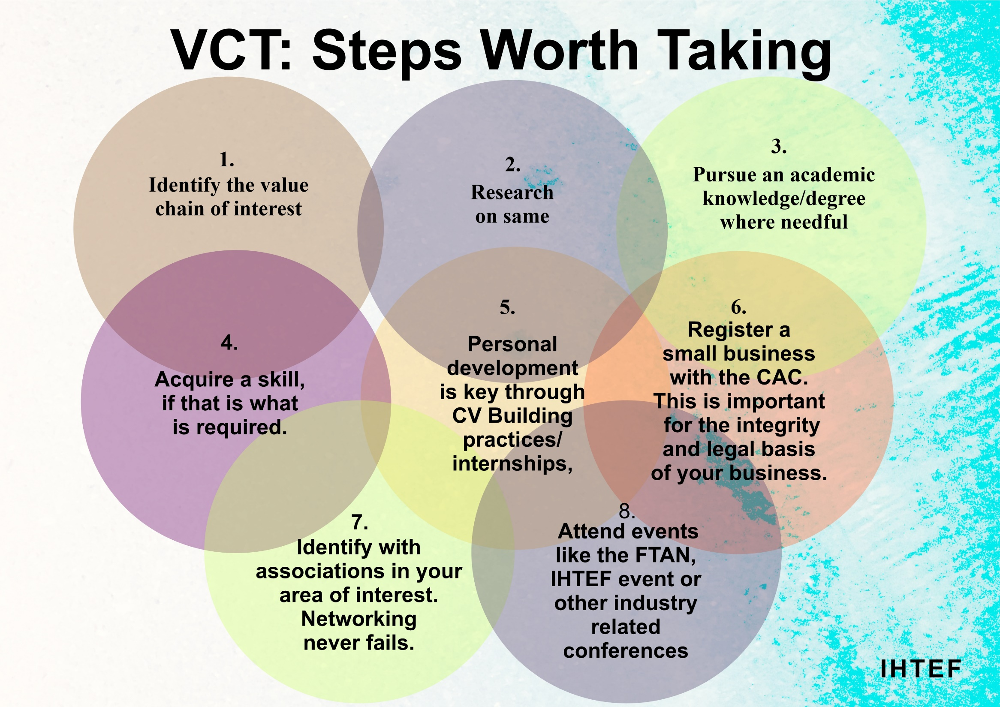 VCT: Steps Worth Taking
1.
Identify the value
chain of interest
2.
Research
on same
3.
Pursue an academic
knowledge/degree
where needful
4.
Acquire a skill,
if that is what
is required.
5.
Personal
development
is key through
CV Building
practices/
internships,
6.
Register a
small business
with the CAC.
This is important
for the integrity
and legal basis
of your business.
7.
Identify with
associations in your
area of interest.
Networking
never fails.
8.
Attend events
like the FTAN,
IHTEF event or
other industry
related
conferences
IHTEF